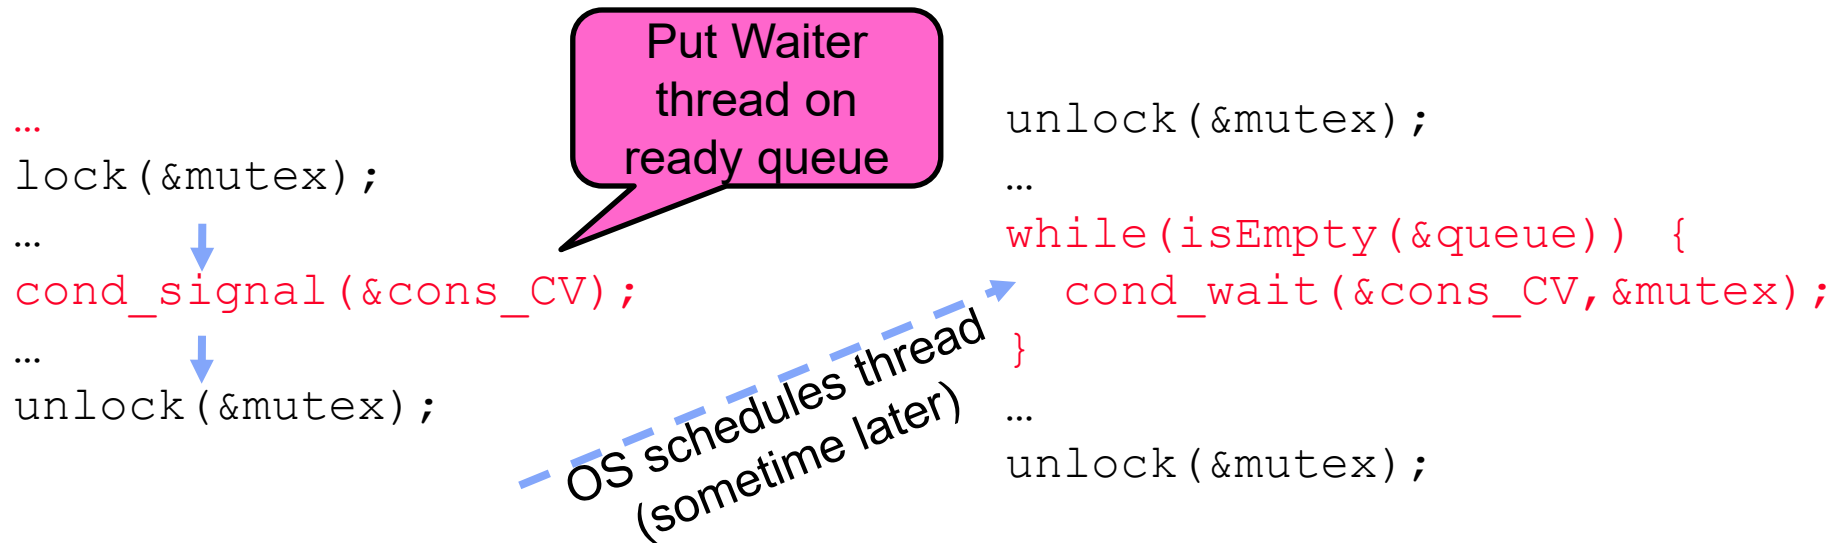 Put Waiter
thread on
ready queue
…
lock(&mutex);
…
cond_signal(&cons_CV);
…
unlock(&mutex);
OS schedules thread
(sometime later)
unlock(&mutex);
…
while(isEmpty(&queue)) {
  cond_wait(&cons_CV,&mutex);
}
…
unlock(&mutex);